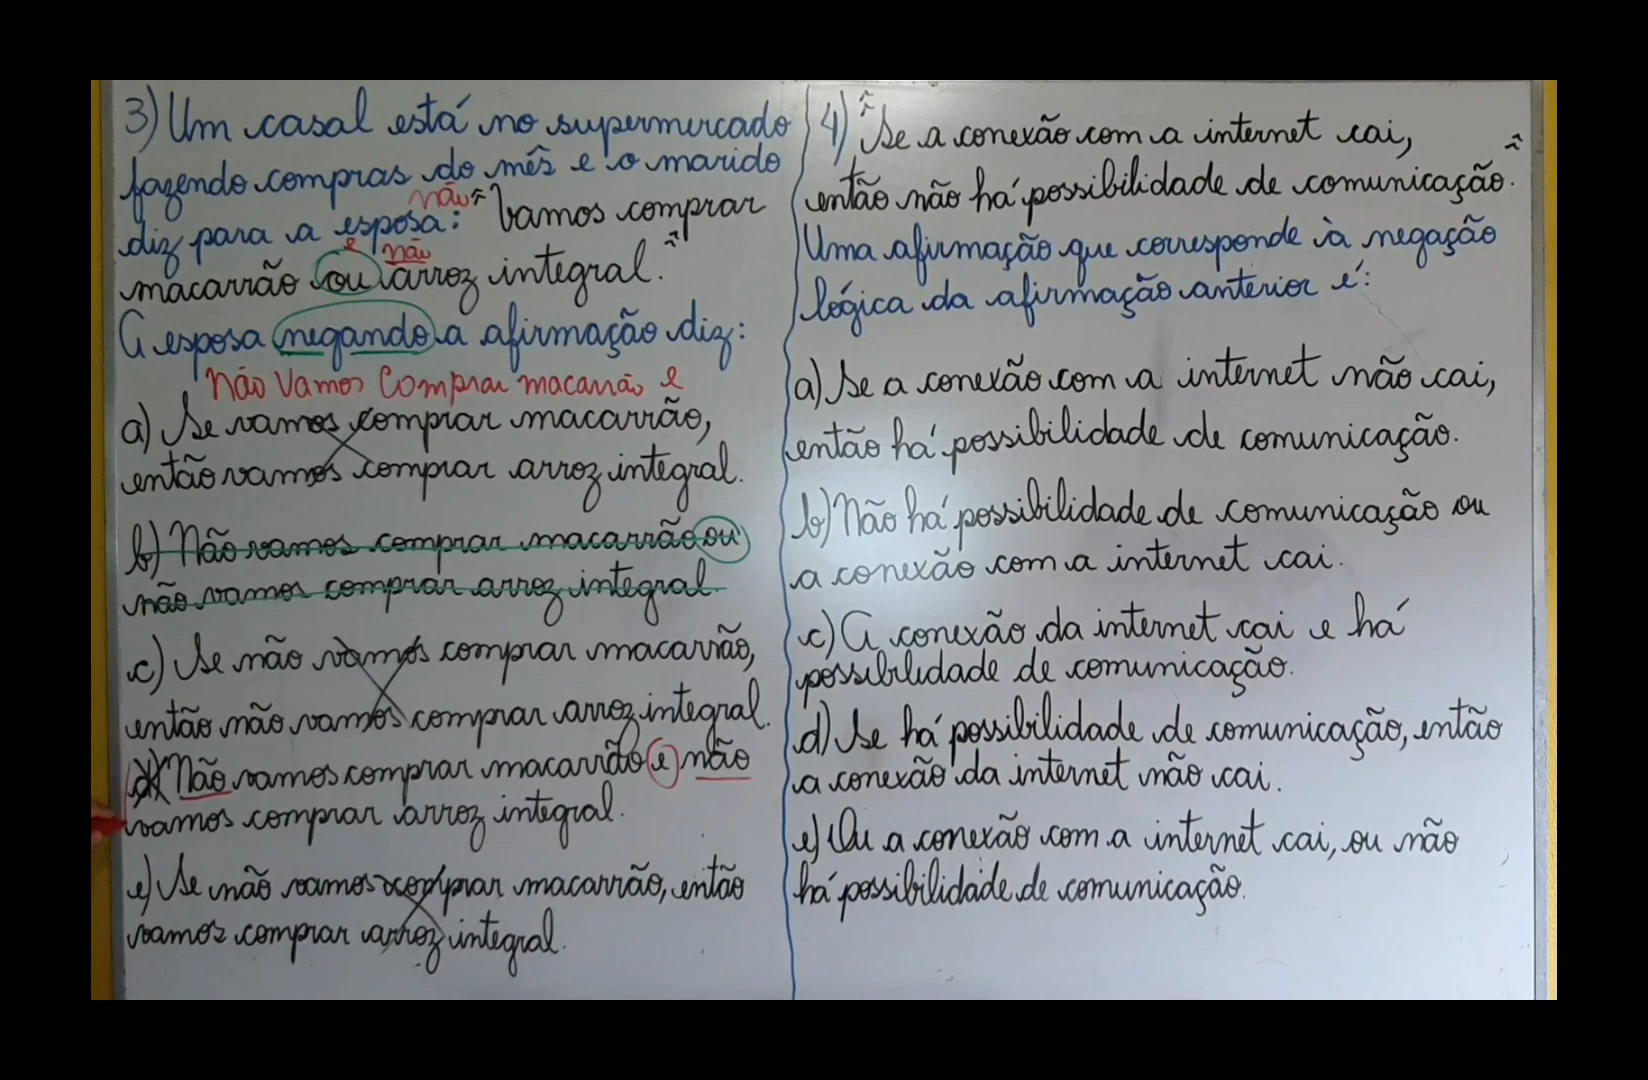 3) Um casal está no supermercado
fazendo compras do mês e o marido
não
diz para a esposa: "Vamos comprar
e não
macarrão ou arroz integral."
A esposa negando a afirmação diz:
Não Vamos Comprar macarrão e
a) Se vamos comprar macarrão,
então vamos comprar arroz integral.
b) Não vamos comprar macarrão ou
não vamos comprar arroz integral.
c) Se não vamos comprar macarrão,
então não vamos comprar arroz integral.
d) Não vamos comprar macarrão e não
vamos comprar arroz integral.
e) Se não vamos comprar macarrão, então
vamos comprar arroz integral.
4) "Se a conexão com a internet cai,
então não há possibilidade de comunicação."
Uma afirmação que corresponde à negação
lógica da afirmação anterior é:
a) Se a conexão com a internet não cai,
então há possibilidade de comunicação.
b) Não há possibilidade de comunicação ou
a conexão com a internet cai.
c) A conexão da internet cai e há
possibilidade de comunicação.
d) Se há possibilidade de comunicação, então
a conexão da internet não cai.
e) Ou a conexão com a internet cai, ou não
há possibilidade de comunicação.